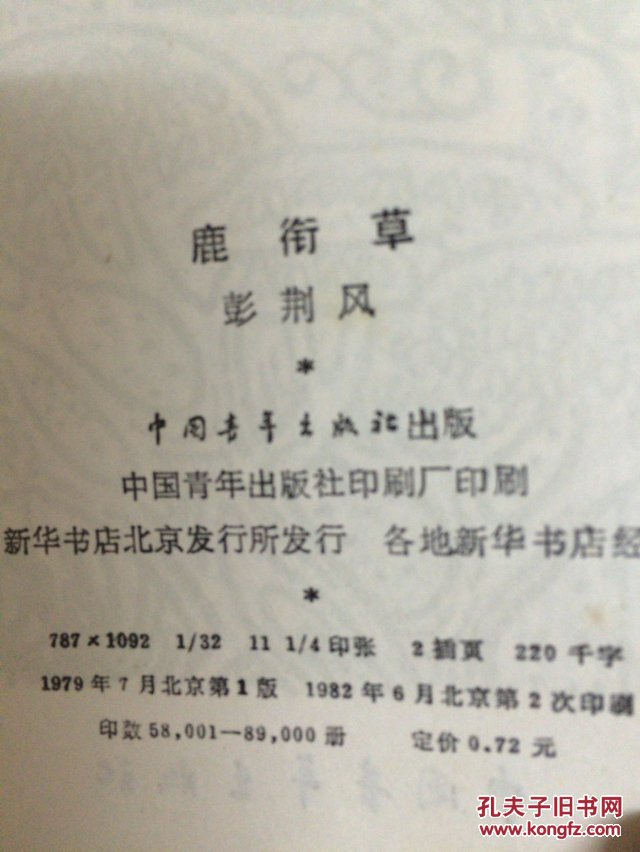 鹿衔草
彭荆风
*
中国青年出版社出版
中国青年出版社印刷厂印刷
新华书店北京发行所发行 各地新华书店经
*
787×1092 1/32 11 1/4印张 2插页 220千字
1979年7月北京第1版 1982年6月北京第2次印刷
印数58,001—89,000册 定价0.72元
孔夫子旧书网
www.kongfz.com